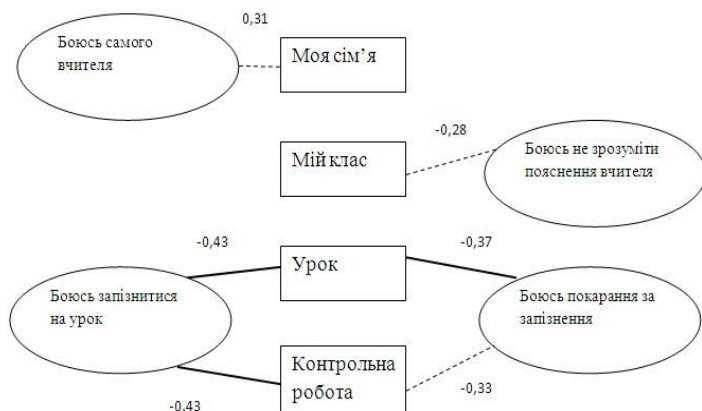 0,31
Боюсь самого
вчителя
Моя сім’я
-0,28
Мій клас
Боюсь не зрозуміти
пояснення вчителя
-0,43
-0,37
Урок
Боюсь запізнитися
на урок
Боюсь покарання за
запізнення
Контрольна
робота
-0,33
-0,43